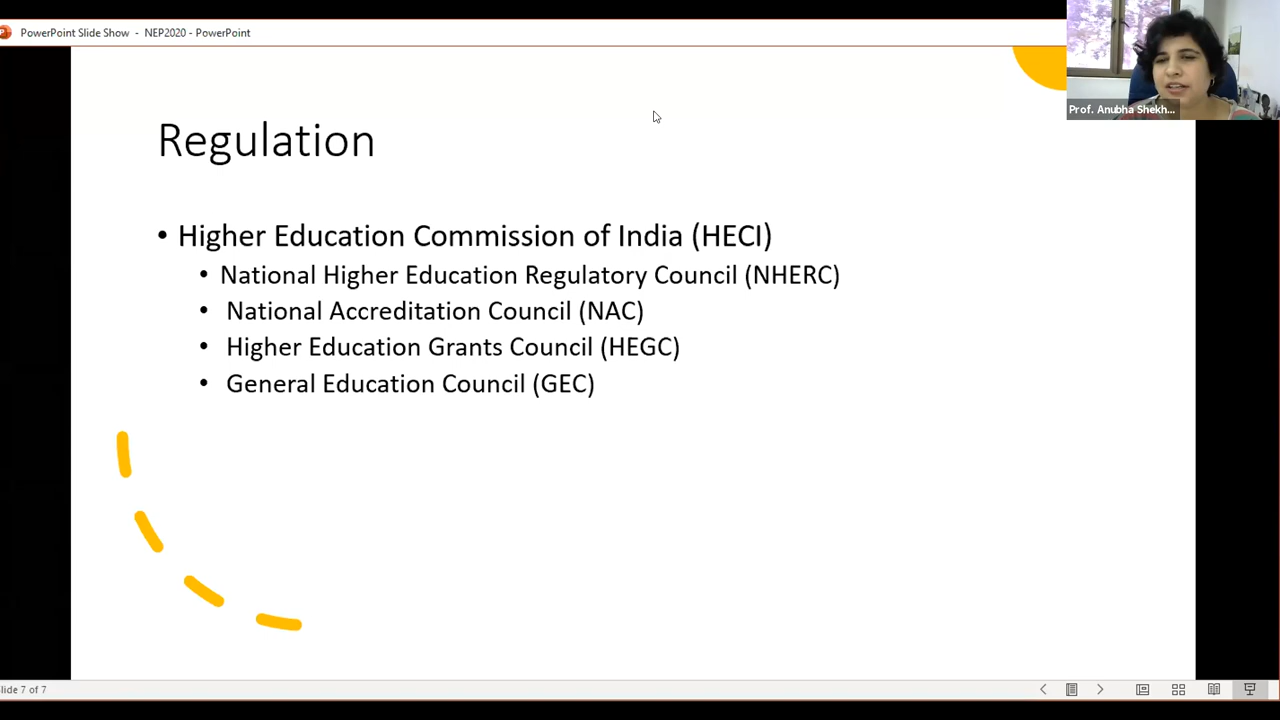 PowerPoint Slide Show - NEP2020 - PowerPoint
Prof. Anubha Shekh...
Regulation
• Higher Education Commission of India (HECI)
• National Higher Education Regulatory Council (NHERC)
• National Accreditation Council (NAC)
• Higher Education Grants Council (HEGC)
• General Education Council (GEC)
lide 7 of 7